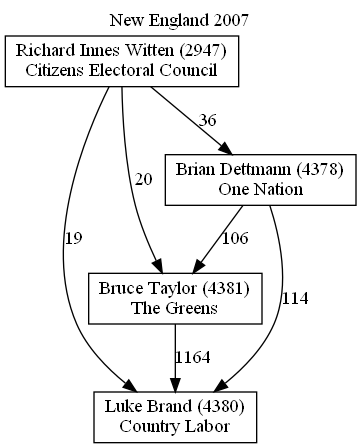 New England 2007
Richard Innes Witten (2947)
Citizens Electoral Council
36
Brian Dettmann (4378)
One Nation
20
19
106
114
Bruce Taylor (4381)
The Greens
1164
Luke Brand (4380)
Country Labor